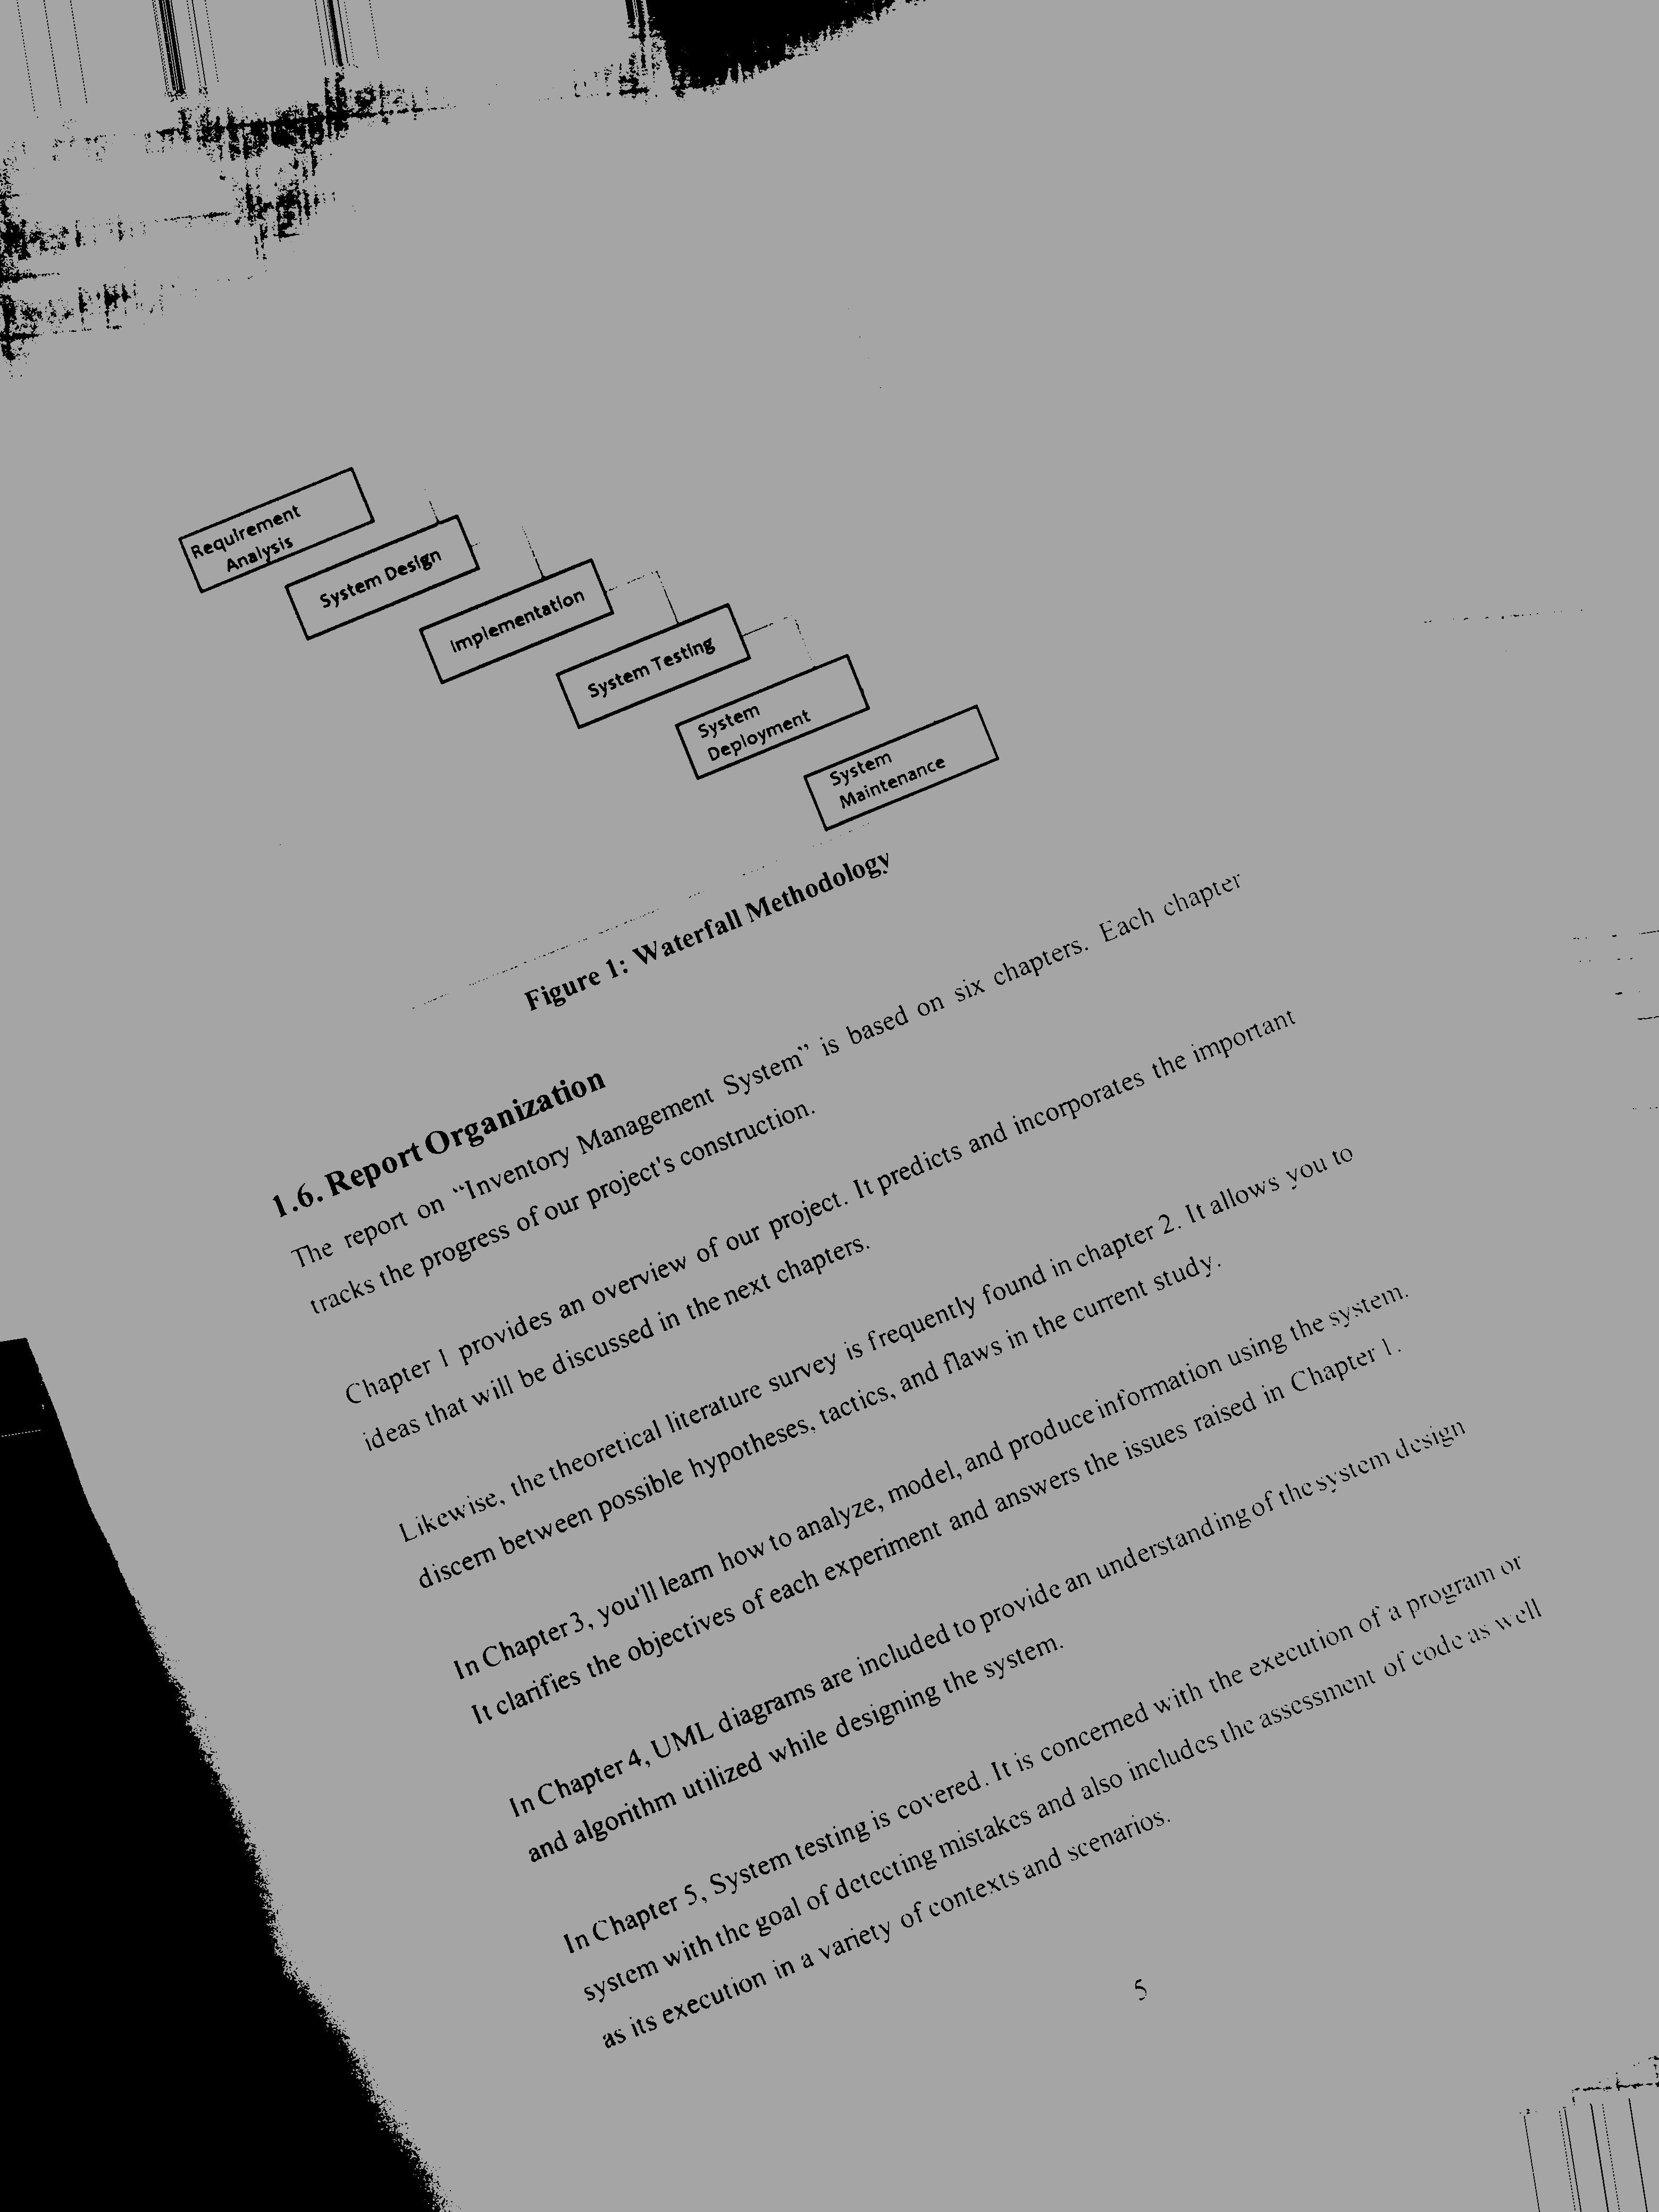 Requirement
Analysis
System Design
Implementation
System Testing
System
Deployment
System
Maintenance
Figure 1: Waterfall Methodology
1.6. Report Organization
The report on “Inventory Management System” is based on six chapters. Each chapter
tracks the progress of our project's construction.
Chapter 1 provides an overview of our project. It predicts and incorporates the important
ideas that will be discussed in the next chapters.
Likewise, the theoretical literature survey is frequently found in chapter 2. It allows you to
discern between possible hypotheses, tactics, and flaws in the current study.
In Chapter 3, you'll learn how to analyze, model, and produce information using the system.
It clarifies the objectives of each experiment and answers the issues raised in Chapter 1.
In Chapter 4, UML diagrams are included to provide an understanding of the system design
and algorithm utilized while designing the system.
In Chapter 5, System testing is covered. It is concerned with the execution of a program or
system with the goal of detecting mistakes and also includes the assessment of code as well
as its execution in a variety of contexts and scenarios.
5